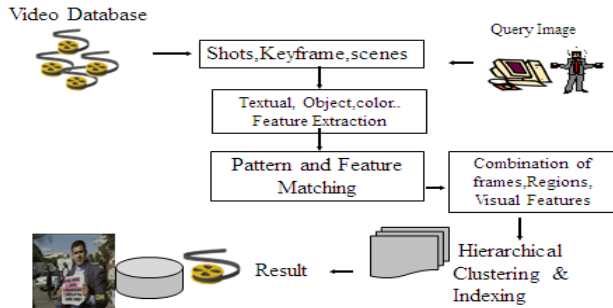 Video Database
Query Image
Shots,Keyframe,scenes
Textual, Object,color..
Feature Extraction
Pattern and Feature
Matching
Combination of
frames,Regions,
Visual Features
Result
Hierarchical
Clustering &
Indexing